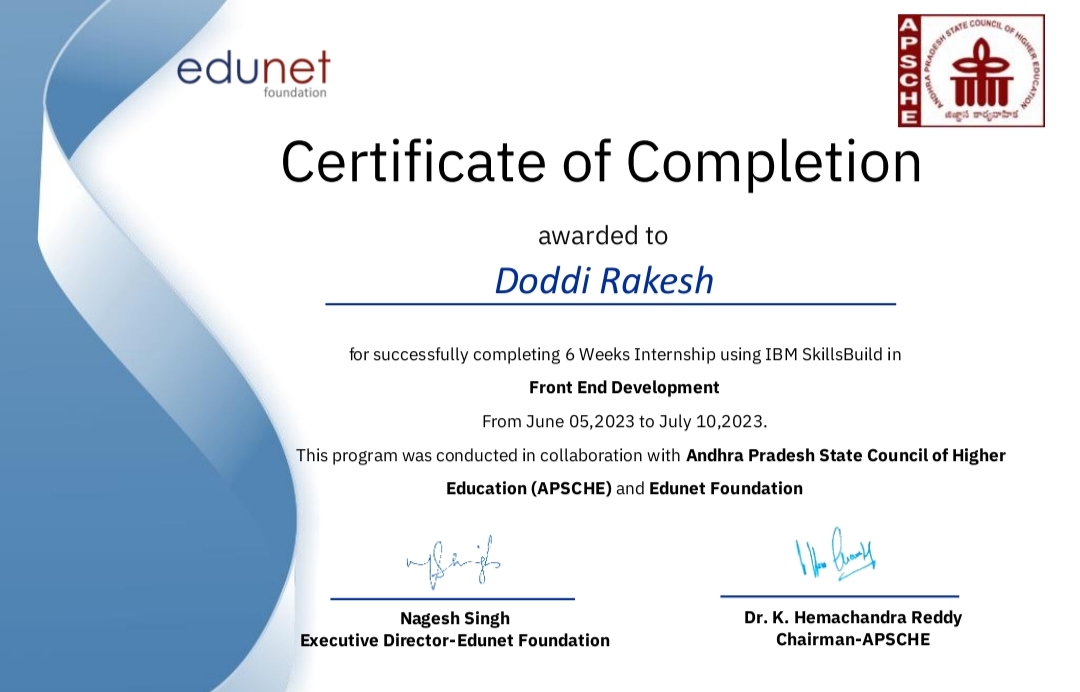 edunet
foundation
APSCHE
ANDHRA PRADESH STATE COUNCIL OF HIGHER EDUCATION
Certificate of Completion
awarded to
Doddi Rakesh
for successfully completing 6 Weeks Internship using IBM SkillsBuild in
Front End Development
From June 05,2023 to July 10,2023.
This program was conducted in collaboration with Andhra Pradesh State Council of Higher
Education (APSCHE) and Edunet Foundation
Nagesh Singh
Executive Director-Edunet Foundation
Dr. K. Hemachandra Reddy
Chairman-APSCHE